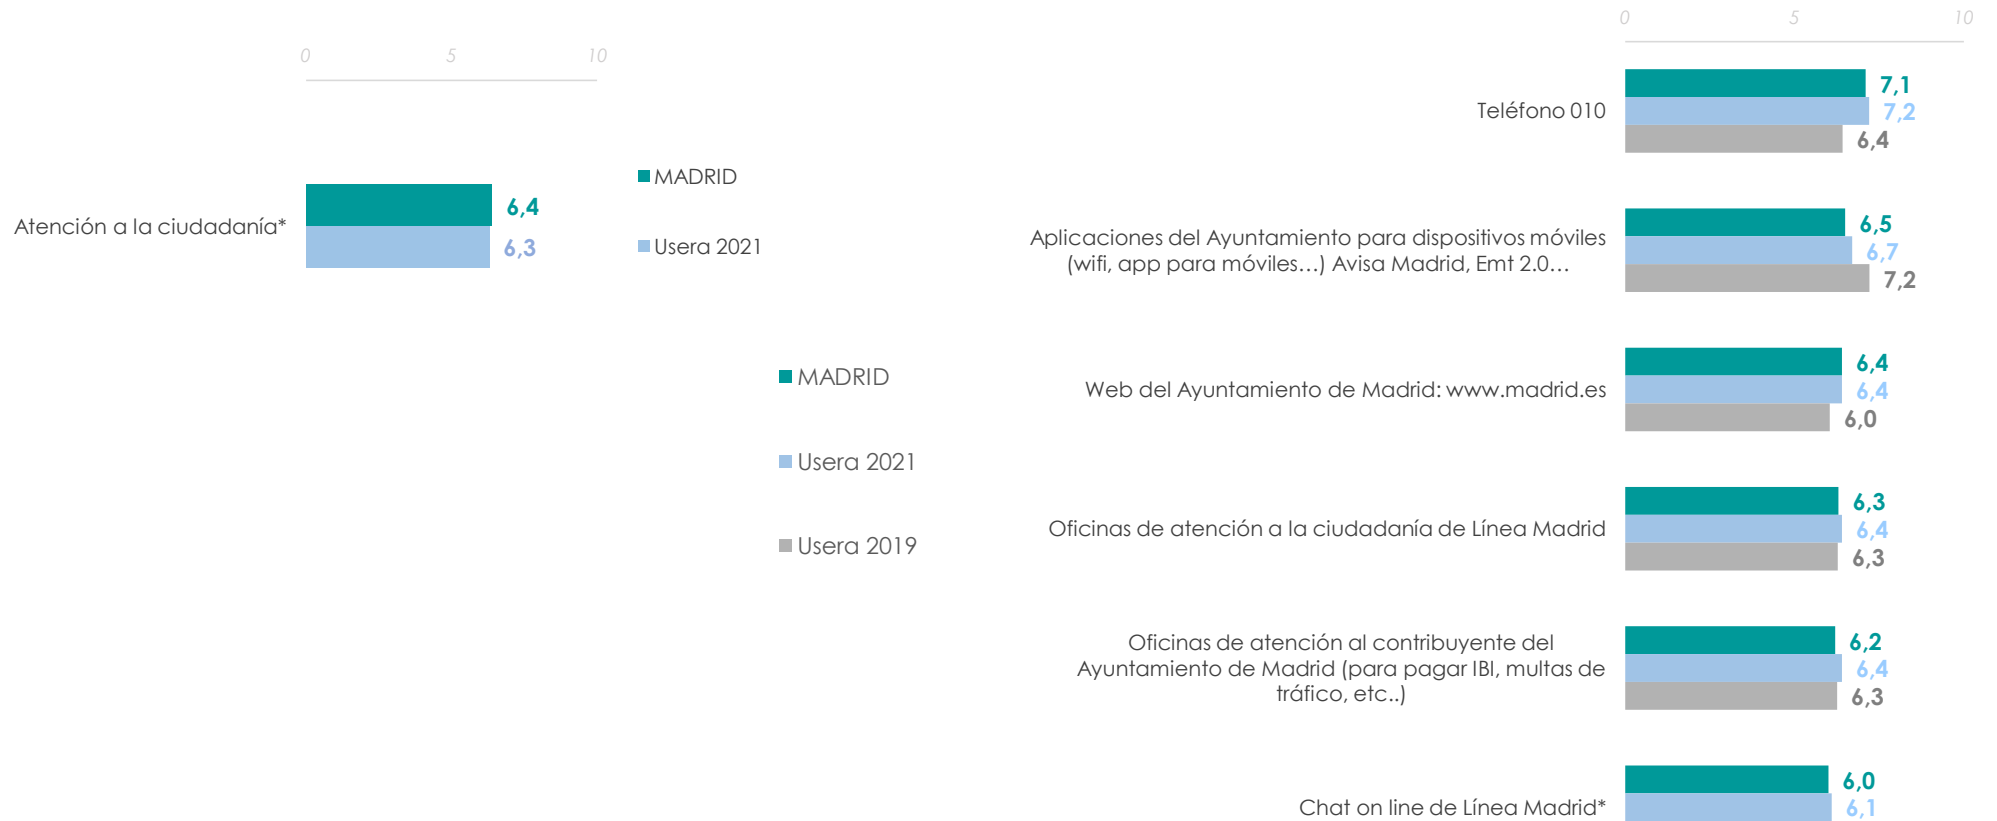 0 5 10
Atención a la ciudadanía*
6,4
6,3
MADRID
Usera 2021
MADRID
Usera 2021
Usera 2019
0 5 10
Teléfono 010
7,1
7,2
6,4
Aplicaciones del Ayuntamiento para dispositivos móviles
(wifi, app para móviles…) Avisa Madrid, Emt 2.0…
6,5
6,7
7,2
Web del Ayuntamiento de Madrid: www.madrid.es
6,4
6,4
6,0
Oficinas de atención a la ciudadanía de Línea Madrid
6,3
6,4
6,3
Oficinas de atención al contribuyente del
Ayuntamiento de Madrid (para pagar IBI, multas de
tráfico, etc..)
6,2
6,4
6,3
Chat on line de Línea Madrid*
6,0
6,1